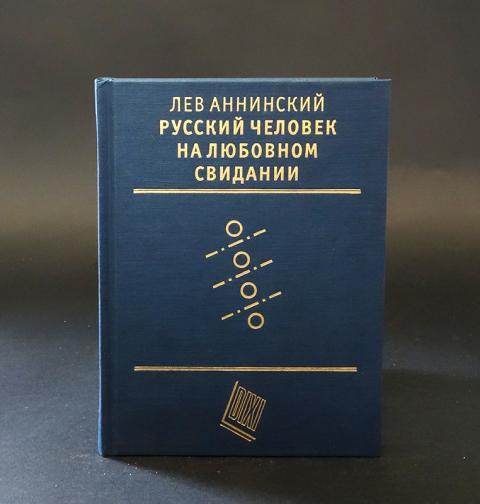 ЛЕВ АННИНСКИЙ
РУССКИЙ ЧЕЛОВЕК
НА ЛЮБОВНОМ
СВИДАНИИ
DIXI